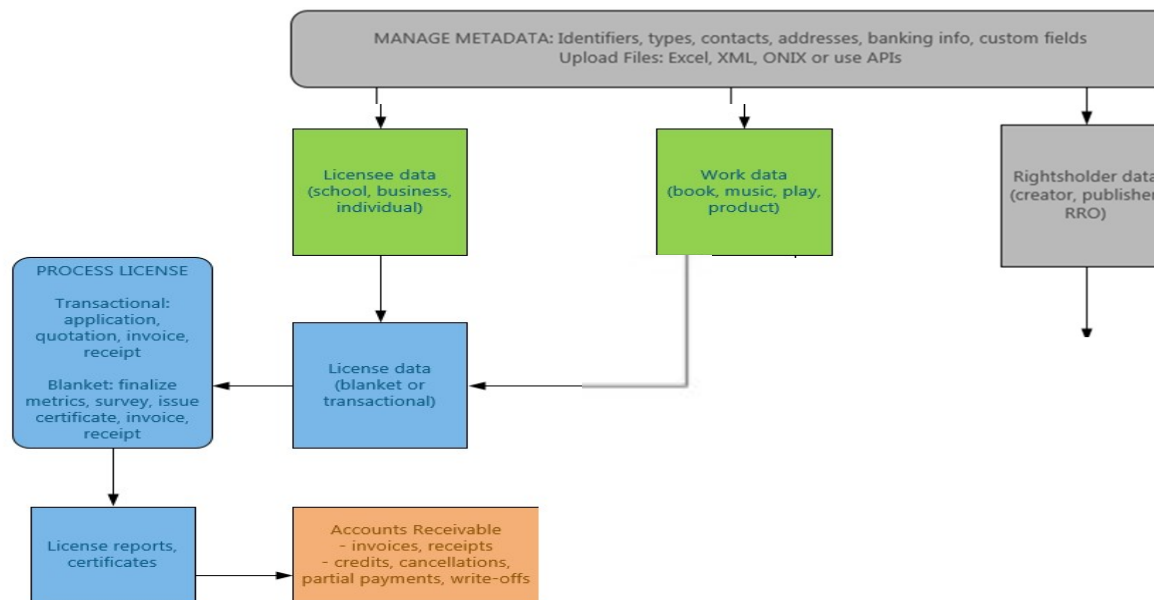 MANAGE METADATA: Identifiers, types, contacts, addresses, banking info, custom fields
Upload Files: Excel, XML, ONIX or use APIs
Licensee data
(school, business,
individual)
Work data
(book, music, play,
product)
Rightsholder data
(creator, publisher
RRO)
PROCESS LICENSE
Transactional:
application,
quotation, invoice,
receipt
Blanket: finalize
metrics, survey, issue
certificate, invoice,
receipt
License data
(blanket or
transactional)
License reports,
certificates
Accounts Receivable
- invoices, receipts
- credits, cancellations,
partial payments, write-offs